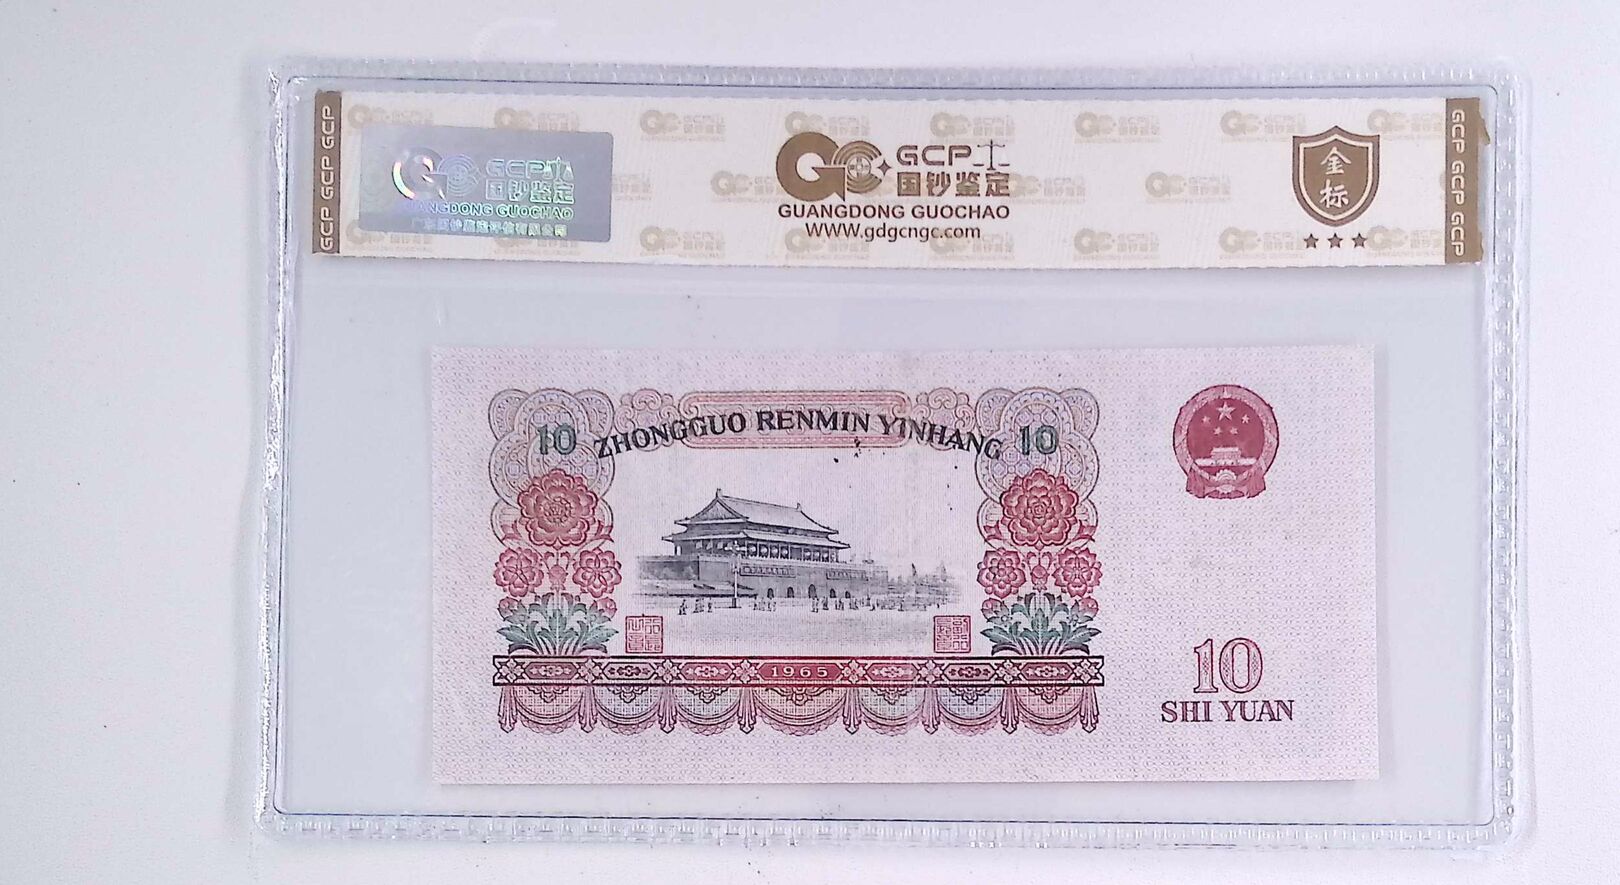 GCP GCP GCP
GCP
国钞鉴定
GUANGDONG GUOCHAO
GCP
国钞鉴定
GUANGDONG GUOCHAO
WWW.gdgcngc.com
金标
GCP GCP GCP
10 ZHONGGUO RENMIN YINHANG 10
1965
10
SHI YUAN